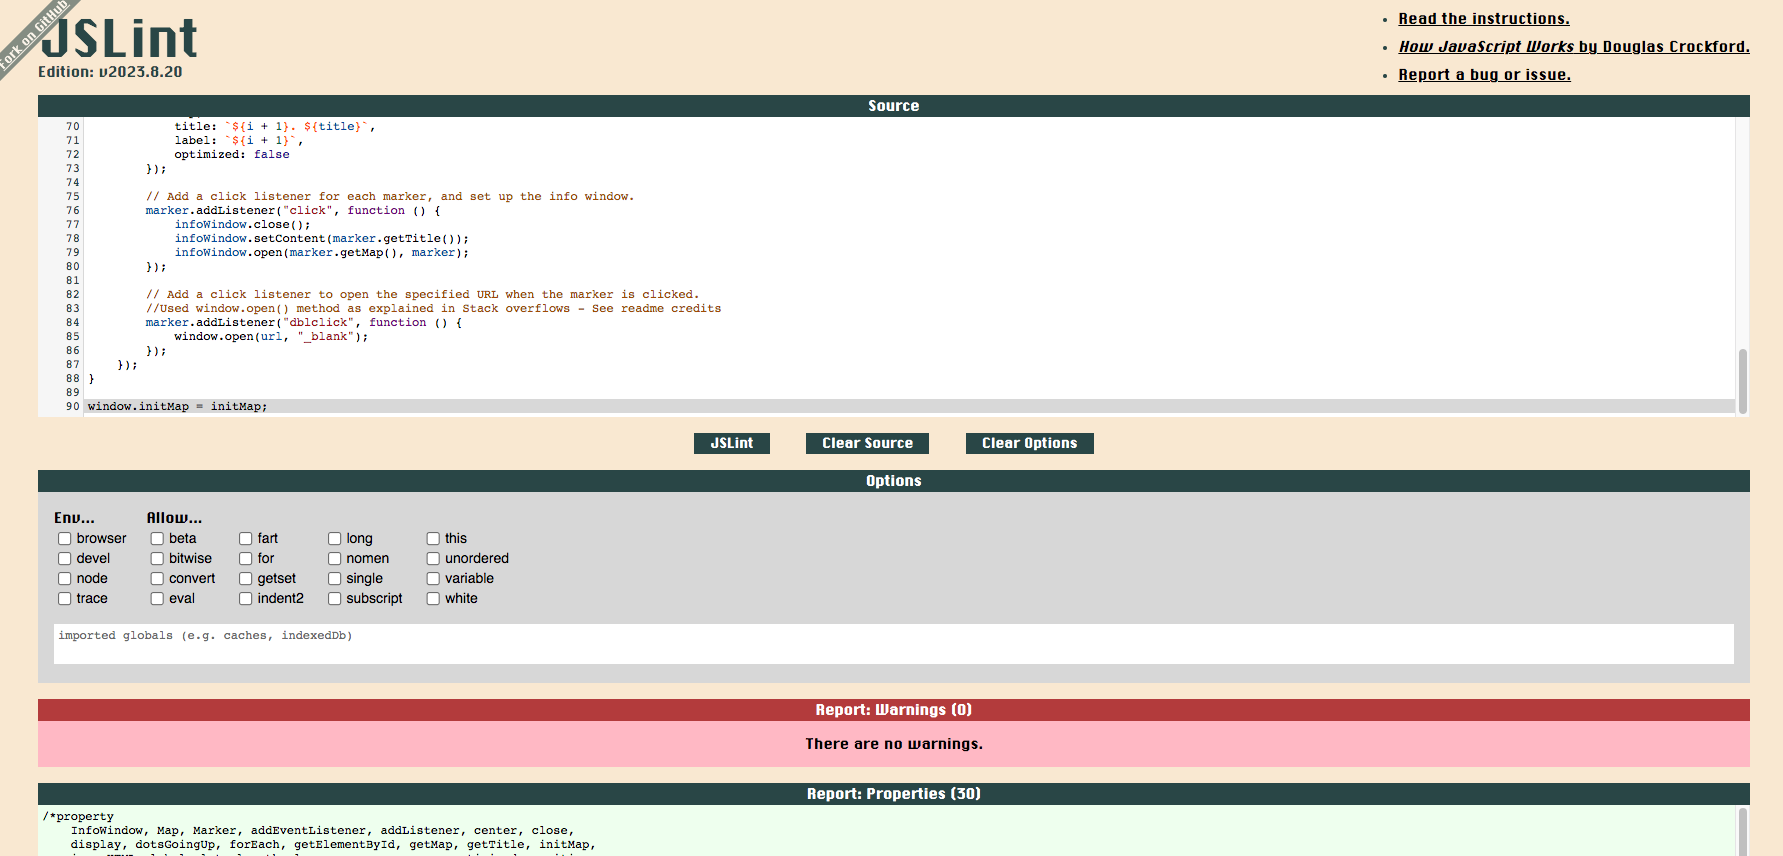 Fork on GitHub
JSLint
Edition: v2023.8.20
Read the instructions.
How JavaScript Works by Douglas Crockford.
Report a bug or issue.
Source
70 title: `${i + 1}. ${title}`,
71 label: `${i + 1}`,
72 optimized: false
73 });
74
75 // Add a click listener for each marker, and set up the info window.
76 marker.addListener("click", function () {
77 infoWindow.close();
78 infoWindow.setContent(marker.getTitle());
79 infoWindow.open(marker.getMap(), marker);
80 });
81
82 // Add a click listener to open the specified URL when the marker is clicked.
83 //Used window.open() method as explained in Stack overflows - See readme credits
84 marker.addListener("dblclick", function () {
85 window.open(url, "_blank");
86 });
87 });
88 }
89
90 window.initMap = initMap;
JSLint Clear Source Clear Options
Options
Env... Allow...
browser beta fart long this
devel bitwise for nomen unordered
node convert getset single variable
trace eval indent2 subscript white
imported globals (e.g. caches, indexedDb)
Report: Warnings (0)
There are no warnings.
Report: Properties (30)
/*property
InfoWindow, Map, Marker, addEventListener, addListener, center, close,
display, dotsGoingUp, forEach, getElementById, getMap, getTitle, initMap,